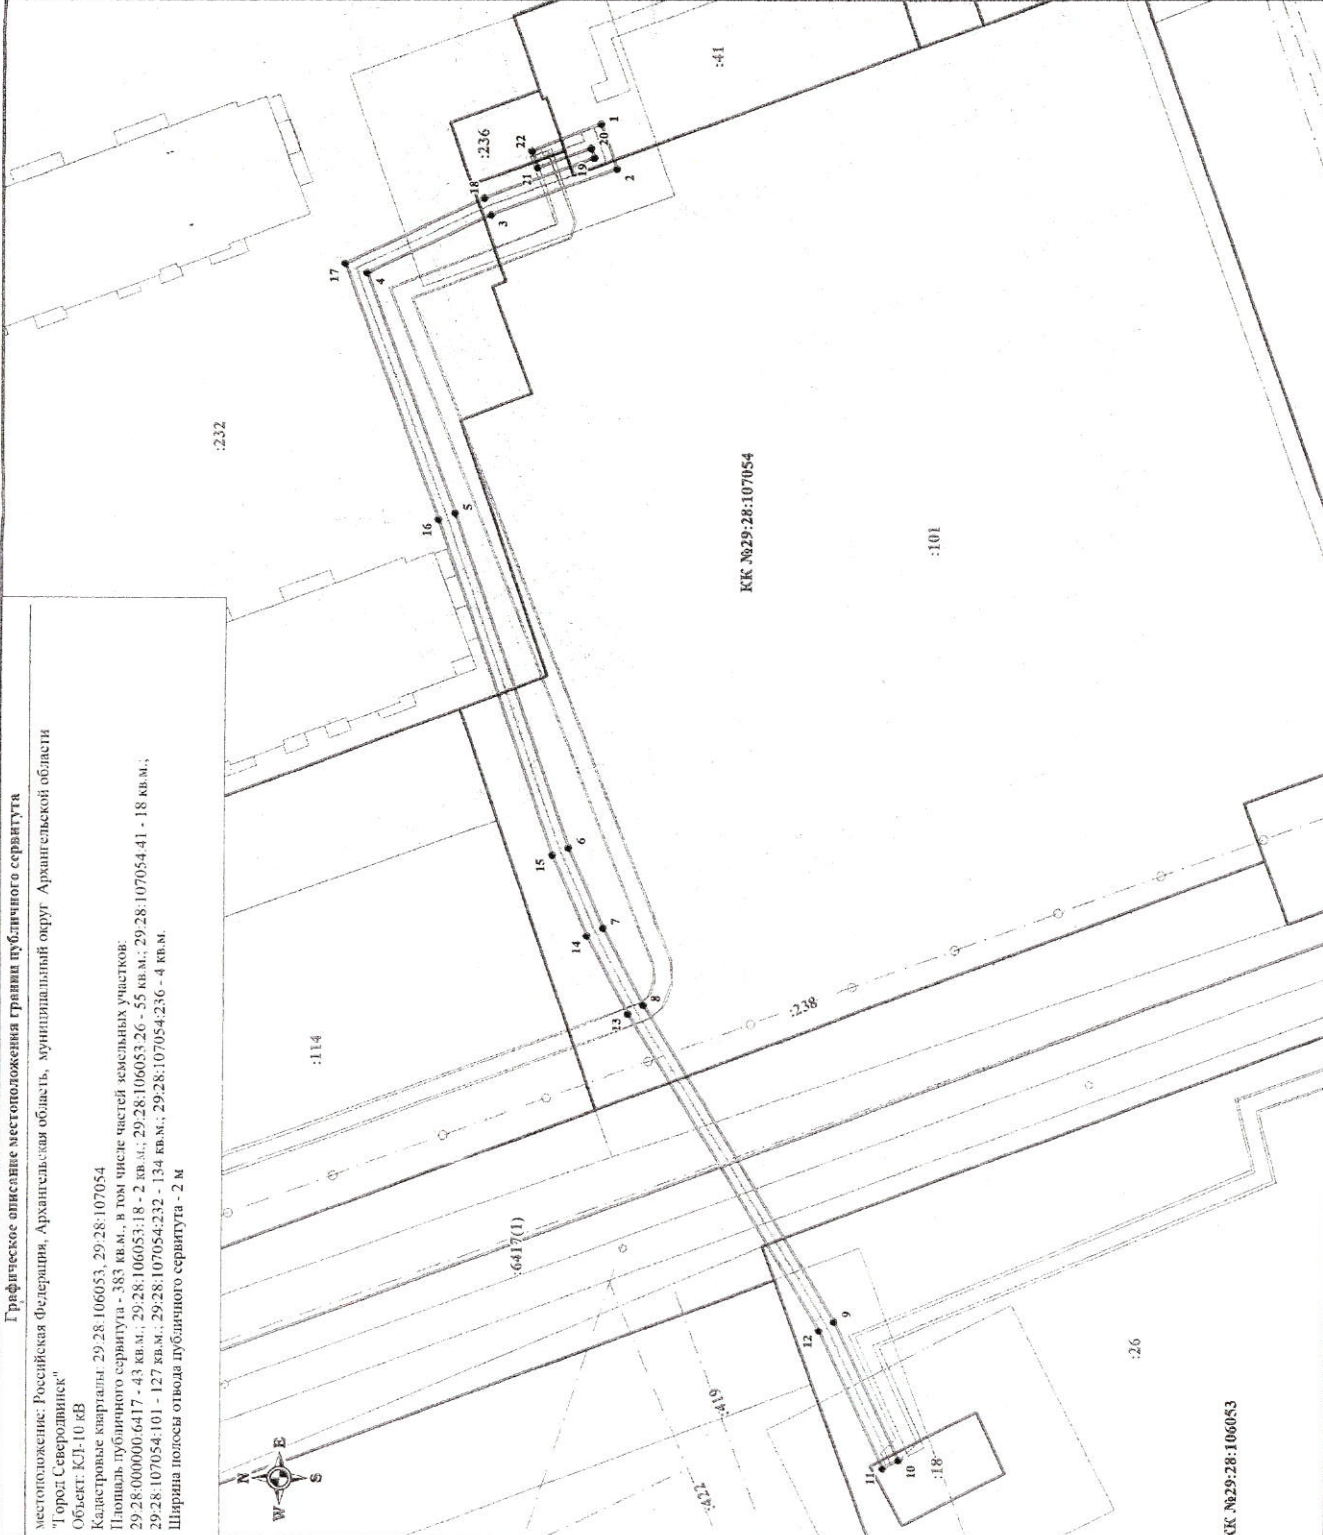 Графическое описание местоположения границ публичного сервитута
местоположение: Российская Федерация, Архангельская область, муниципальный округ Архангельской области
"Город Северодвинск"
Объект: КЛ-10 кВ
Кадастровые кварталы: 29:28:106053, 29:28:107054
Площадь публичного сервитута - 383 кв.м., в том числе частей земельных участков:
29:28:000000:6417 - 43 кв.м.; 29:28:106053:18 - 2 кв.м.; 29:28:106053:26 - 55 кв.м.; 29:28:107054:41 - 18 кв.м.;
29:28:107054:101 - 127 кв.м.; 29:28:107054:232 - 134 кв.м.; 29:28:107054:236 - 4 кв.м.
Ширина полосы отвода публичного сервитута - 2 м
N
E
S
W
:232
:236
:41
:114
:238
:101
:6417(1)
:419
:422
:18
:26
КК №29:28:107054
КК №29:28:106053
1
2
3
4
5
6
7
8
9
10
11
12
13
14
15
16
17
18
19
20
21
22